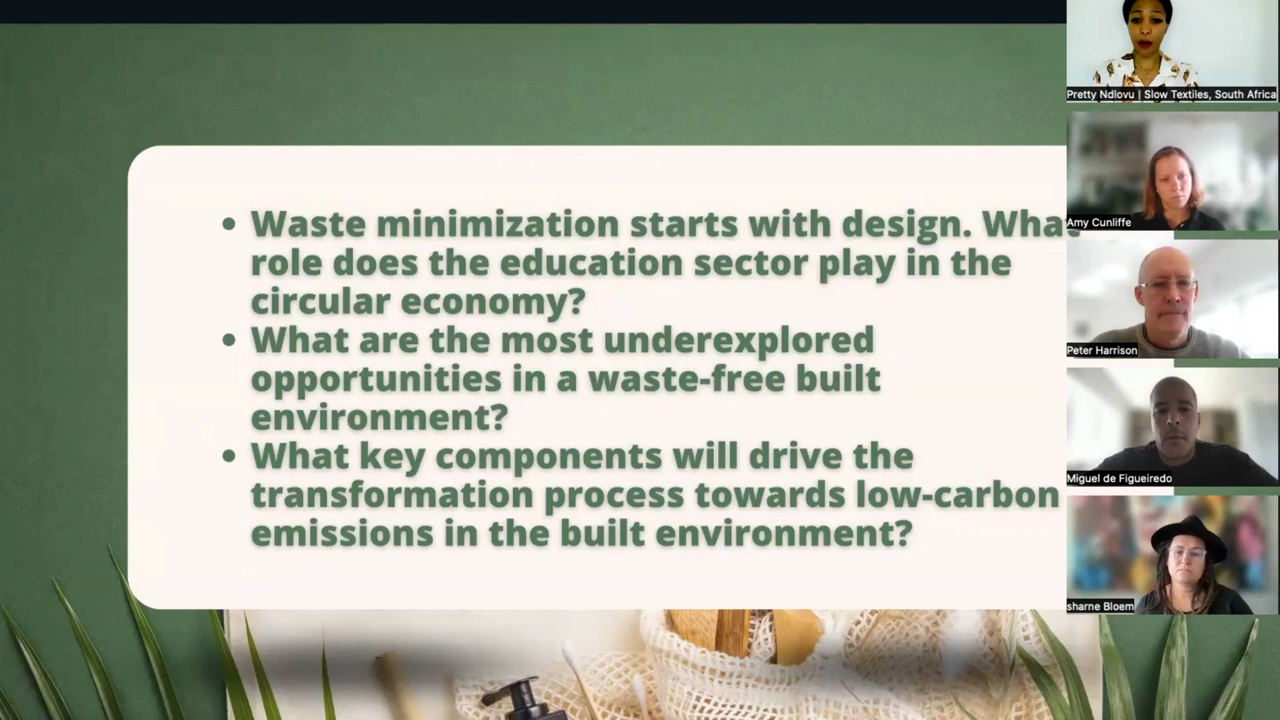 • Waste minimization starts with design. What
role does the education sector play in the
circular economy?
• What are the most underexplored
opportunities in a waste-free built
environment?
• What key components will drive the
transformation process towards low-carbon
emissions in the built environment?
Pretty Ndlovu | Slow Textiles, South Africa
Amy Cunliffe
Peter Harrison
Miguel de Figueiredo
sharne Bloem